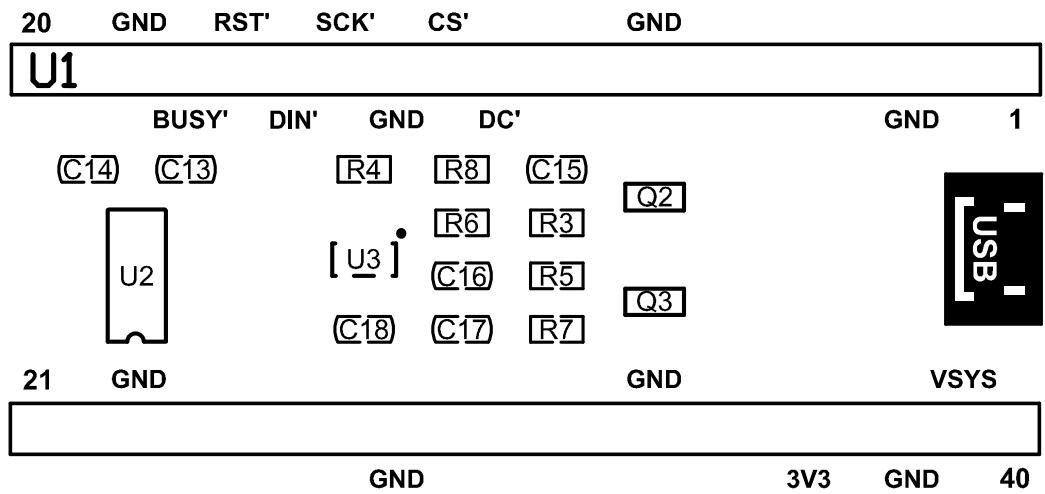 20 GND RST' SCK' CS' GND
U1
BUSY' DIN' GND DC' GND 1
C14 C13 R4 R8 C15
Q2
R6 R3
U3
U2 C16 R5
Q3
C18 C17 R7
USB
21 GND GND VSYS
GND 3V3 GND 40